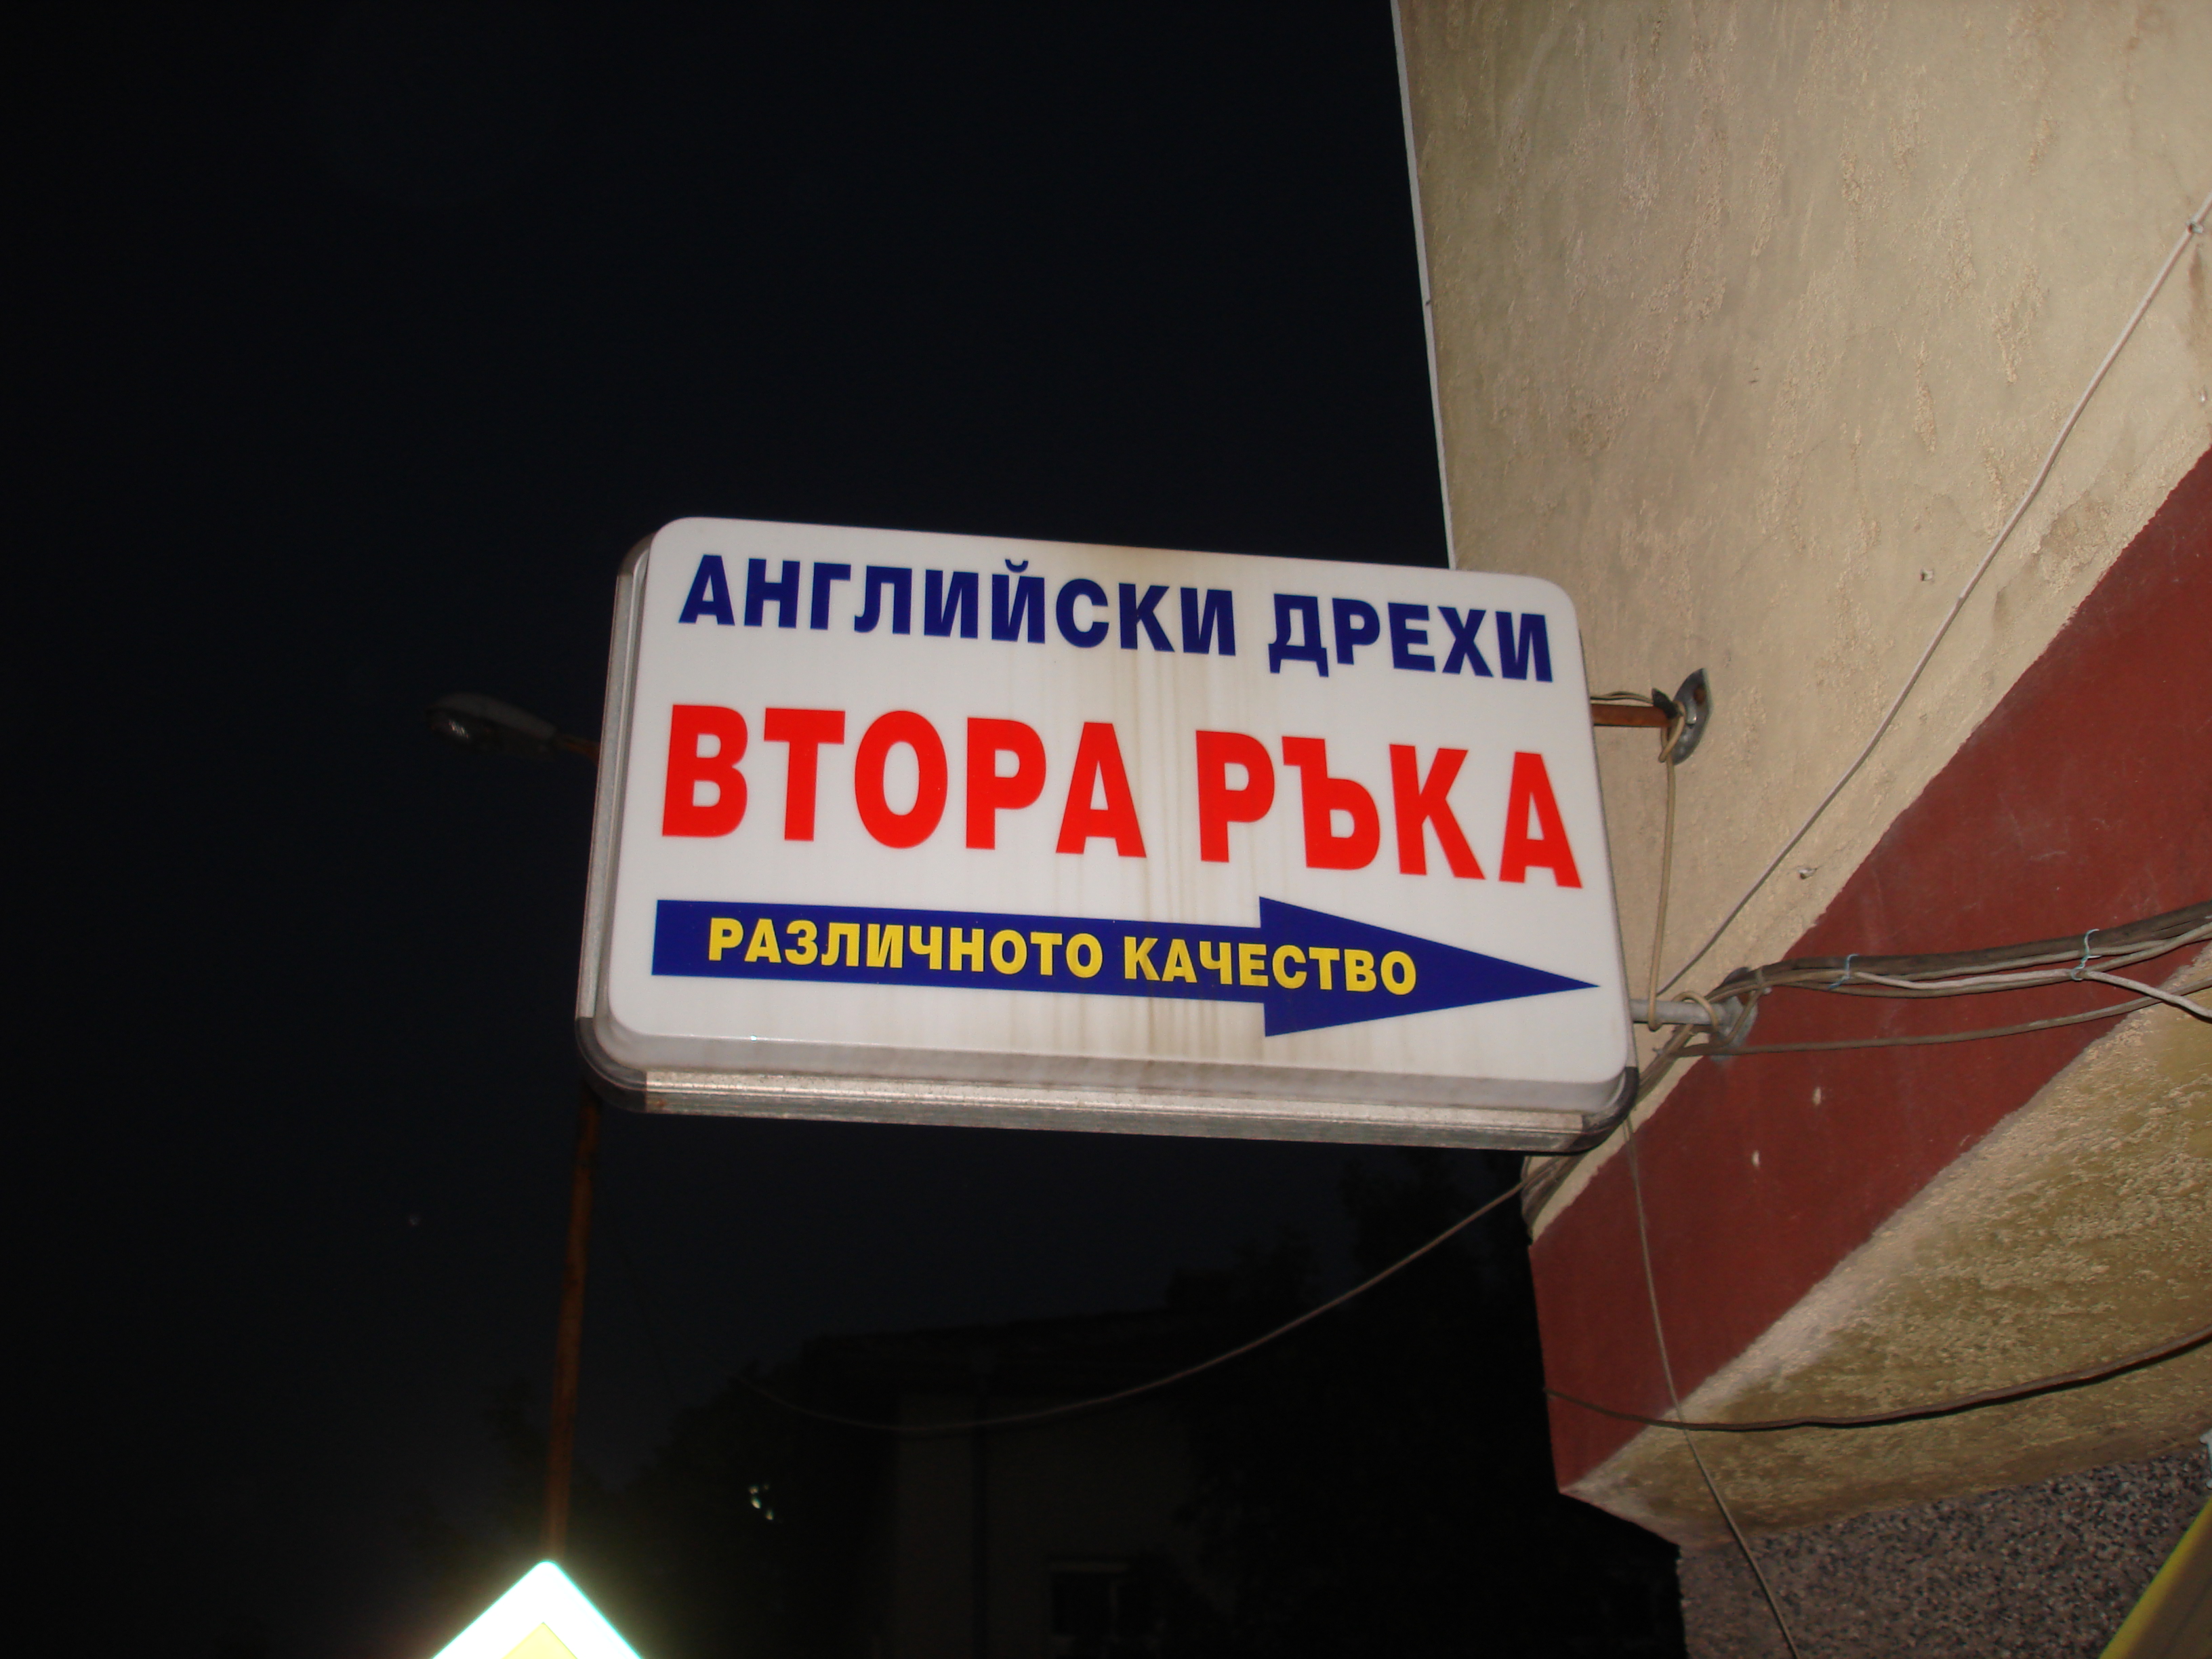 АНГЛИЙСКИ ДРЕХИ
ВТОРА РЪКА
РАЗЛИЧНОТО КАЧЕСТВО